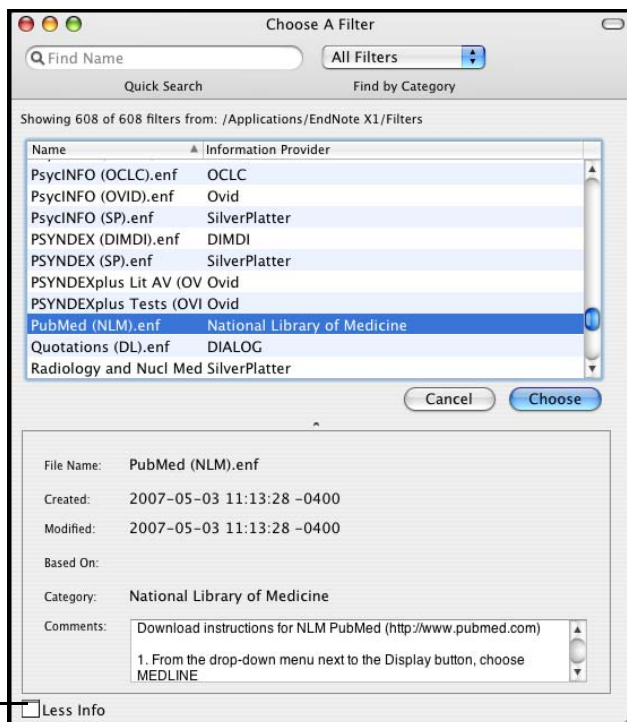 Choose A Filter
Find Name
All Filters
Quick Search
Find by Category
Showing 608 of 608 filters from: /Applications/EndNote X1/Filters
Name Information Provider
PsycINFO (OCLC).enf OCLC
PsycINFO (OVID).enf Ovid
PsycINFO (SP).enf SilverPlatter
PSYNDEX (DIMDI).enf DIMDI
PSYNDEX (SP).enf SilverPlatter
PSYNDEXplus Lit AV (OV Ovid
PSYNDEXplus Tests (OVI Ovid
PubMed (NLM).enf National Library of Medicine
Quotations (DL).enf DIALOG
Radiology and Nucl Med SilverPlatter
Cancel Choose
File Name: PubMed (NLM).enf
Created: 2007-05-03 11:13:28 -0400
Modified: 2007-05-03 11:13:28 -0400
Based On:
Category: National Library of Medicine
Comments: Download instructions for NLM PubMed (http://www.pubmed.com)
1. From the drop-down menu next to the Display button, choose
MEDLINE
Less Info